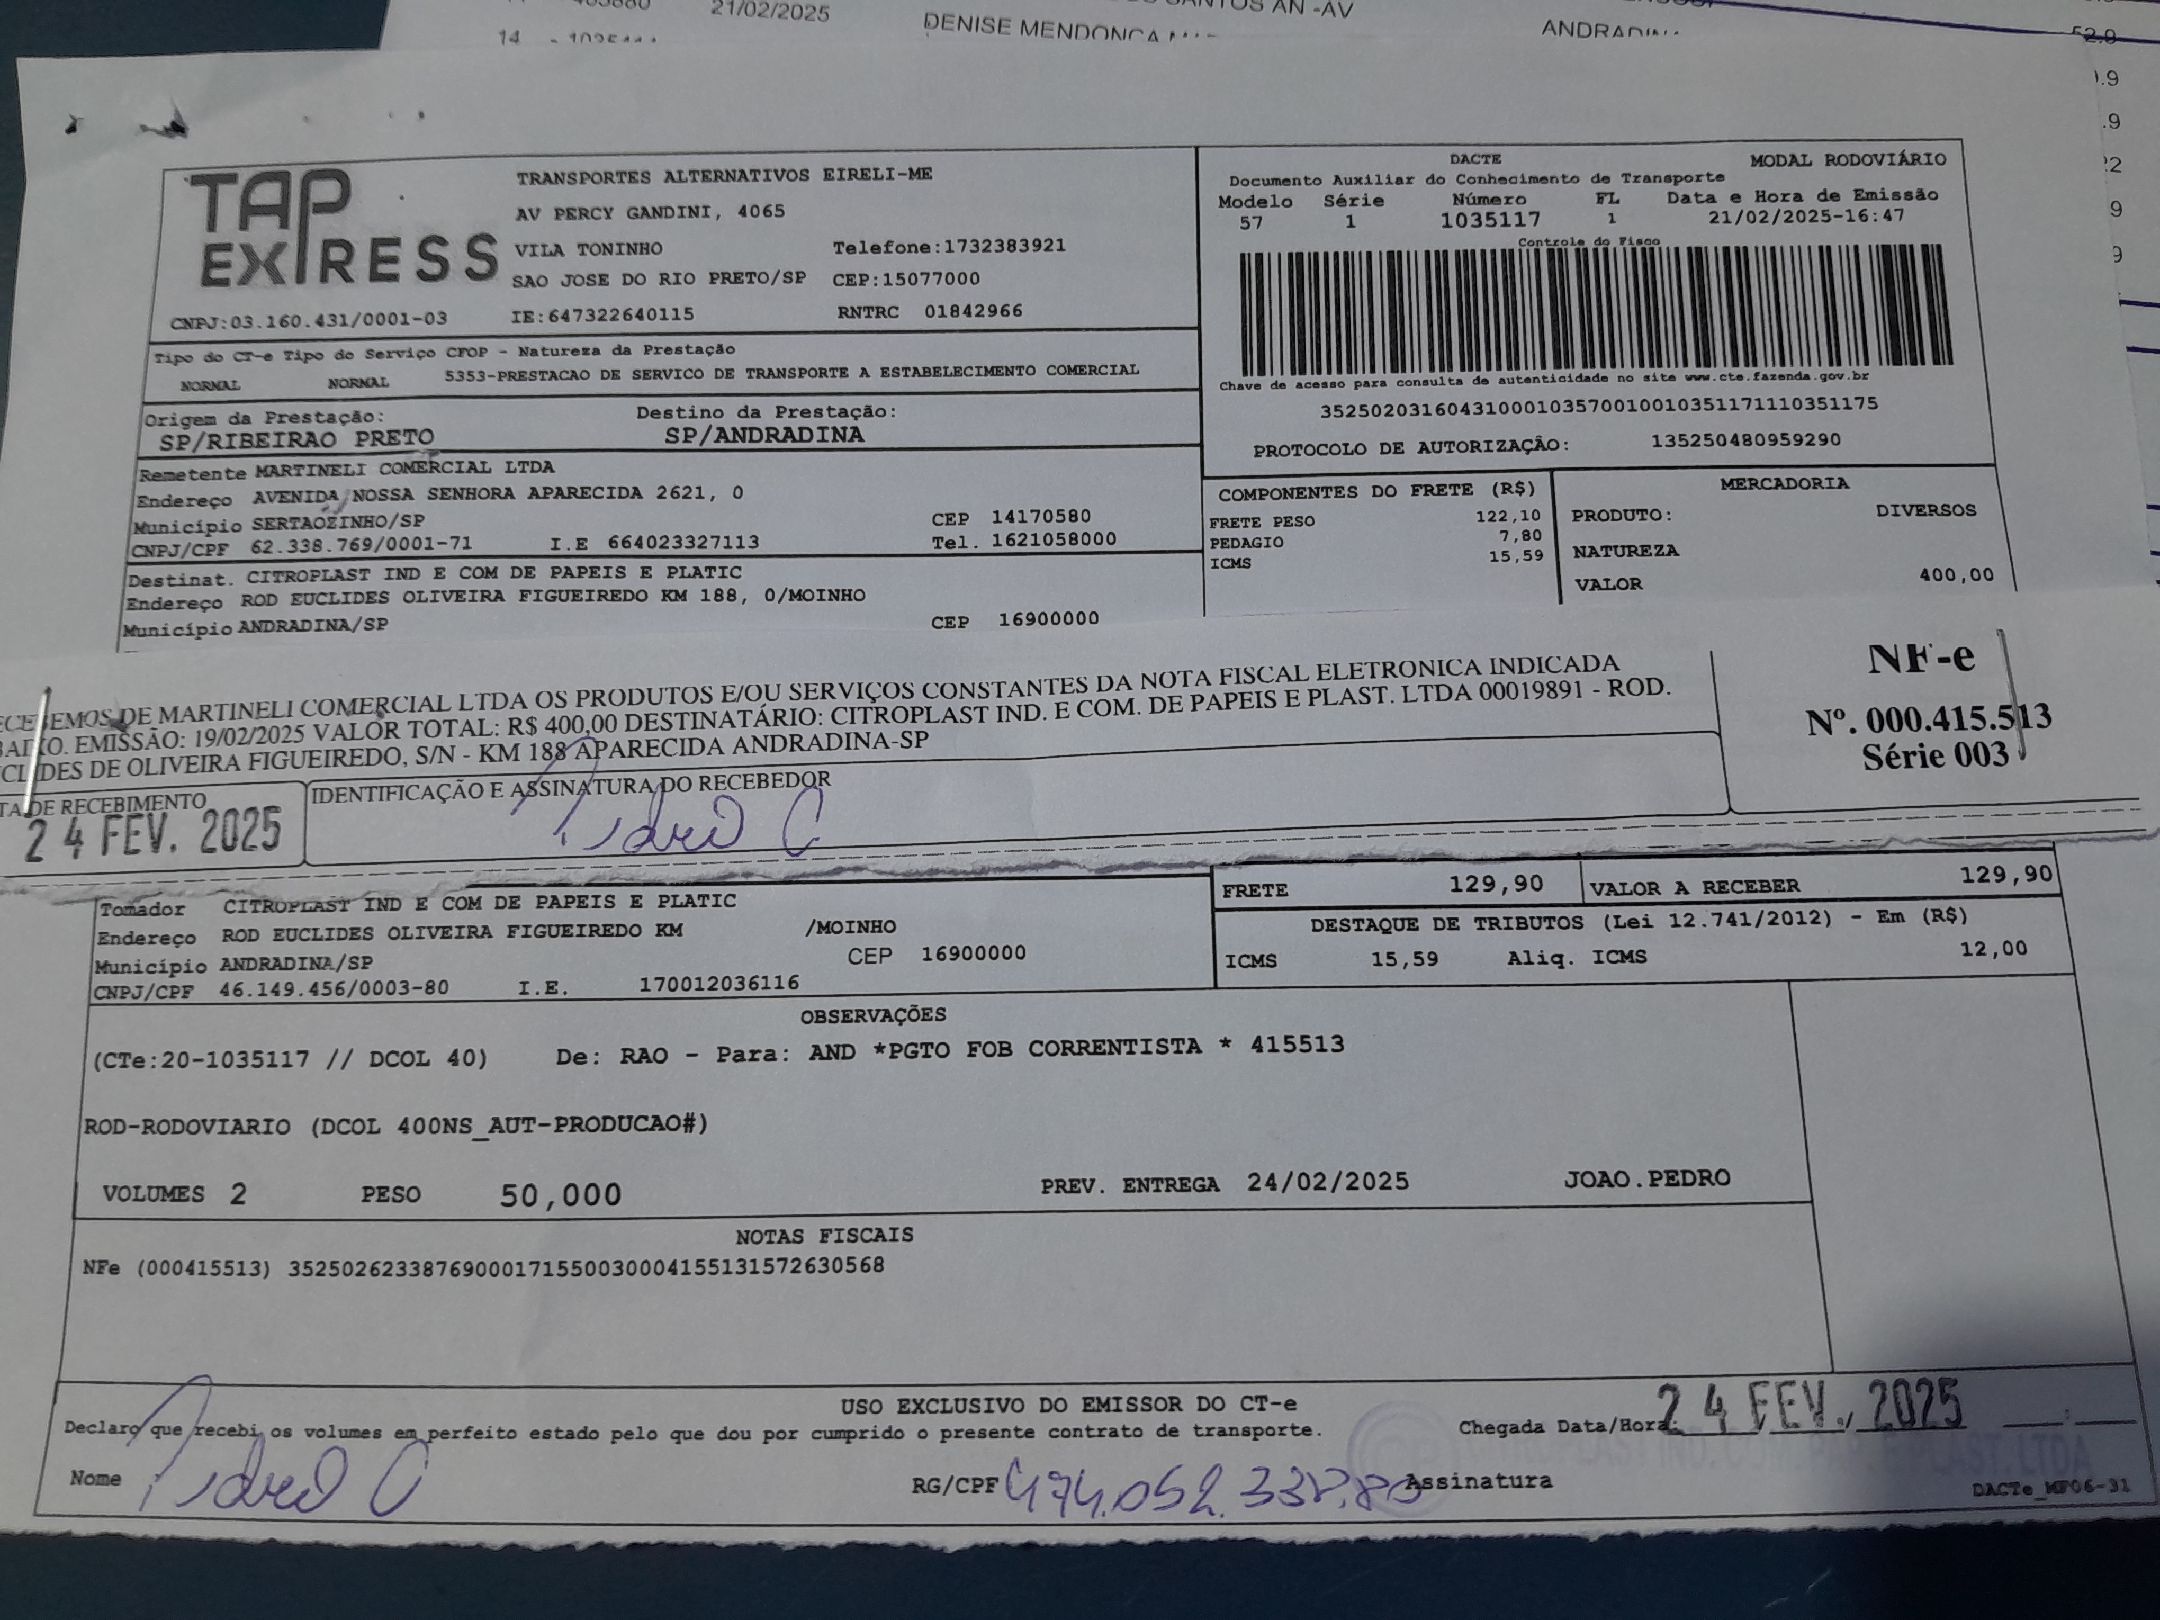 21/02/2025
DENISE MENDONCA
14
52.9
TAP EXPRESS
TRANSPORTES ALTERNATIVOS EIRELI-ME
AV PERCY GANDINI, 4065
VILA TONINHO Telefone:1732383921
SAO JOSE DO RIO PRETO/SP CEP:15077000
CNPJ:03.160.431/0001-03 IE:647322640115 RNTRC 01842966
DACTE MODAL RODOVIÁRIO
Documento Auxiliar do Conhecimento de Transporte
Modelo Série Número FL Data e Hora de Emissão
57 1 1035117 1 21/02/2025-16:47
Controle do Fisco
Chave de acesso para consulta de autenticidade no site www.cte.fazenda.gov.br
35250203160431000103570010010351171110351175
PROTOCOLO DE AUTORIZAÇÃO: 135250480959290
Tipo do CT-e Tipo do Serviço CFOP - Natureza da Prestação
NORMAL NORMAL 5353-PRESTACAO DE SERVICO DE TRANSPORTE A ESTABELECIMENTO COMERCIAL
Origem da Prestação: Destino da Prestação:
SP/RIBEIRAO PRETO SP/ANDRADINA
Remetente MARTINELI COMERCIAL LTDA
Endereço AVENIDA NOSSA SENHORA APARECIDA 2621, 0
Município SERTAOZINHO/SP CEP 14170580
CNPJ/CPF 62.338.769/0001-71 I.E 664023327113 Tel. 1621058000
Destinat. CITROPLAST IND E COM DE PAPEIS E PLATIC
Endereço ROD EUCLIDES OLIVEIRA FIGUEIREDO KM 188, 0/MOINHO
Município ANDRADINA/SP CEP 16900000
COMPONENTES DO FRETE (R$)
FRETE PESO 122,10
PEDAGIO 7,80
ICMS 15,59
MERCADORIA
PRODUTO: DIVERSOS
NATUREZA
VALOR 400,00
ECEBEMOS DE MARTINELI COMERCIAL LTDA OS PRODUTOS E/OU SERVIÇOS CONSTANTES DA NOTA FISCAL ELETRONICA INDICADA
BAIXO. EMISSÃO: 19/02/2025 VALOR TOTAL: R$ 400,00 DESTINATÁRIO: CITROPLAST IND. E COM. DE PAPEIS E PLAST. LTDA 00019891 - ROD.
CLIDES DE OLIVEIRA FIGUEIREDO, S/N - KM 188 APARECIDA ANDRADINA-SP
NF-e
Nº. 000.415.513
Série 003
TA DE RECEBIMENTO IDENTIFICAÇÃO E ASSINATURA DO RECEBEDOR
24 FEV. 2025 Pedro C
FRETE 129,90 VALOR A RECEBER 129,90
Tomador CITROPLAST IND E COM DE PAPEIS E PLATIC
Endereço ROD EUCLIDES OLIVEIRA FIGUEIREDO KM /MOINHO
Município ANDRADINA/SP CEP 16900000
CNPJ/CPF 46.149.456/0003-80 I.E. 170012036116
DESTAQUE DE TRIBUTOS (Lei 12.741/2012) - Em (R$)
ICMS 15,59 Aliq. ICMS 12,00
OBSERVAÇÕES
(CTe:20-1035117 // DCOL 40) De: RAO - Para: AND *PGTO FOB CORRENTISTA * 415513
ROD-RODOVIARIO (DCOL 400NS_AUT-PRODUCAO#)
VOLUMES 2 PESO 50,000 PREV. ENTREGA 24/02/2025 JOAO.PEDRO
NOTAS FISCAIS
NFe (000415513) 35250262338769000171550030004155131572630568
USO EXCLUSIVO DO EMISSOR DO CT-e
Declaro que recebi os volumes em perfeito estado pelo que dou por cumprido o presente contrato de transporte.
Chegada Data/Hora: 24 FEV. 2025
Nome Pedro C RG/CPF 474.052.338.80 Assinatura
DACTe_MF06-31